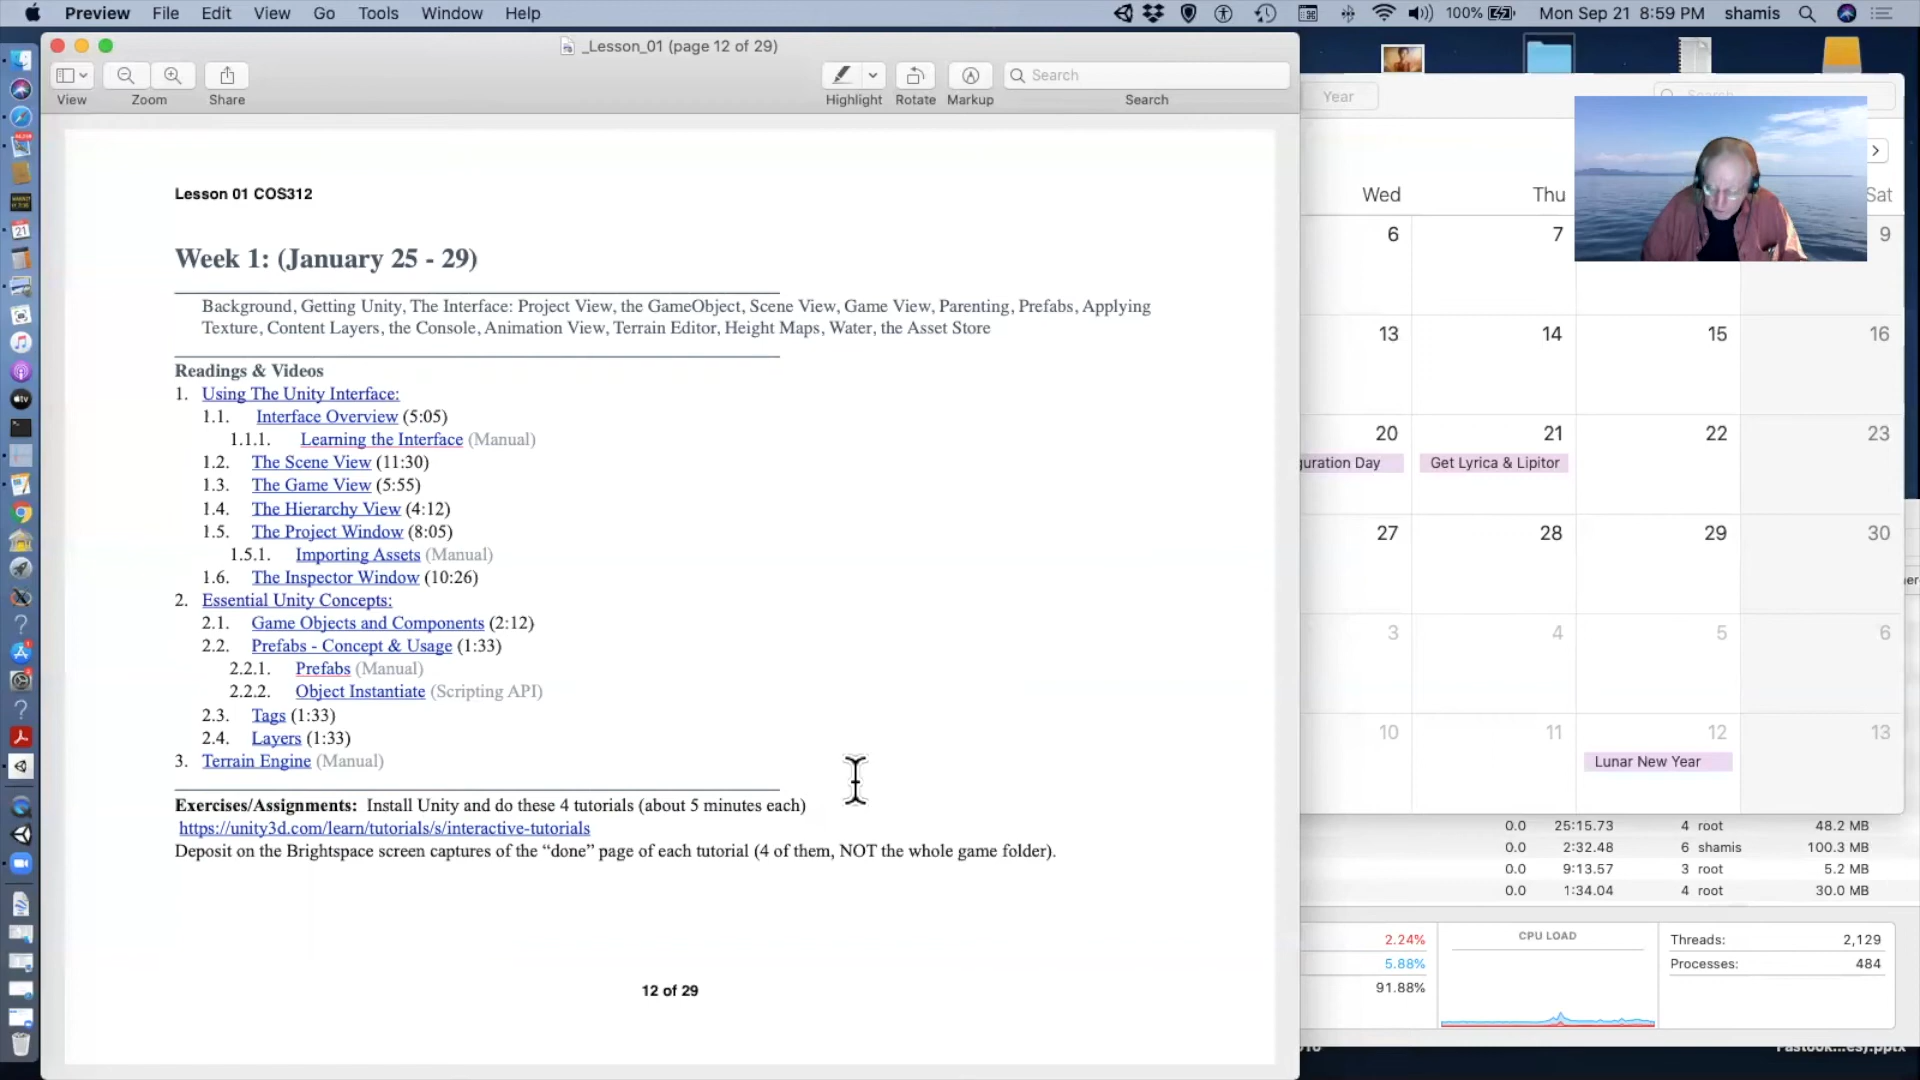 Preview File Edit View Go Tools Window Help
100% Mon Sep 21 8:59 PM shamis
_Lesson_01 (page 12 of 29)
Search
View Zoom Share Highlight Rotate Markup Search
Lesson 01 COS312
Week 1: (January 25 - 29)
Background, Getting Unity, The Interface: Project View, the GameObject, Scene View, Game View, Parenting, Prefabs, Applying
Texture, Content Layers, the Console, Animation View, Terrain Editor, Height Maps, Water, the Asset Store
Readings & Videos
1. Using The Unity Interface:
1.1. Interface Overview (5:05)
1.1.1. Learning the Interface (Manual)
1.2. The Scene View (11:30)
1.3. The Game View (5:55)
1.4. The Hierarchy View (4:12)
1.5. The Project Window (8:05)
1.5.1. Importing Assets (Manual)
1.6. The Inspector Window (10:26)
2. Essential Unity Concepts:
2.1. Game Objects and Components (2:12)
2.2. Prefabs - Concept & Usage (1:33)
2.2.1. Prefabs (Manual)
2.2.2. Object Instantiate (Scripting API)
2.3. Tags (1:33)
2.4. Layers (1:33)
3. Terrain Engine (Manual)
Exercises/Assignments: Install Unity and do these 4 tutorials (about 5 minutes each)
https://unity3d.com/learn/tutorials/s/interactive-tutorials
Deposit on the Brightspace screen captures of the “done” page of each tutorial (4 of them, NOT the whole game folder).
12 of 29
Year Search
Wed Thu Sat
6 7 9
13 14 15 16
20 21 22 23
guration Day Get Lyrica & Lipitor
27 28 29 30
3 4 5 6
10 11 12 13
Lunar New Year
0.0 25:15.73 4 root 48.2 MB
0.0 2:32.48 6 shamis 100.3 MB
0.0 9:13.57 3 root 5.2 MB
0.0 1:34.04 4 root 30.0 MB
2.24% CPU LOAD Threads: 2,129
5.88% Processes: 484
91.88%